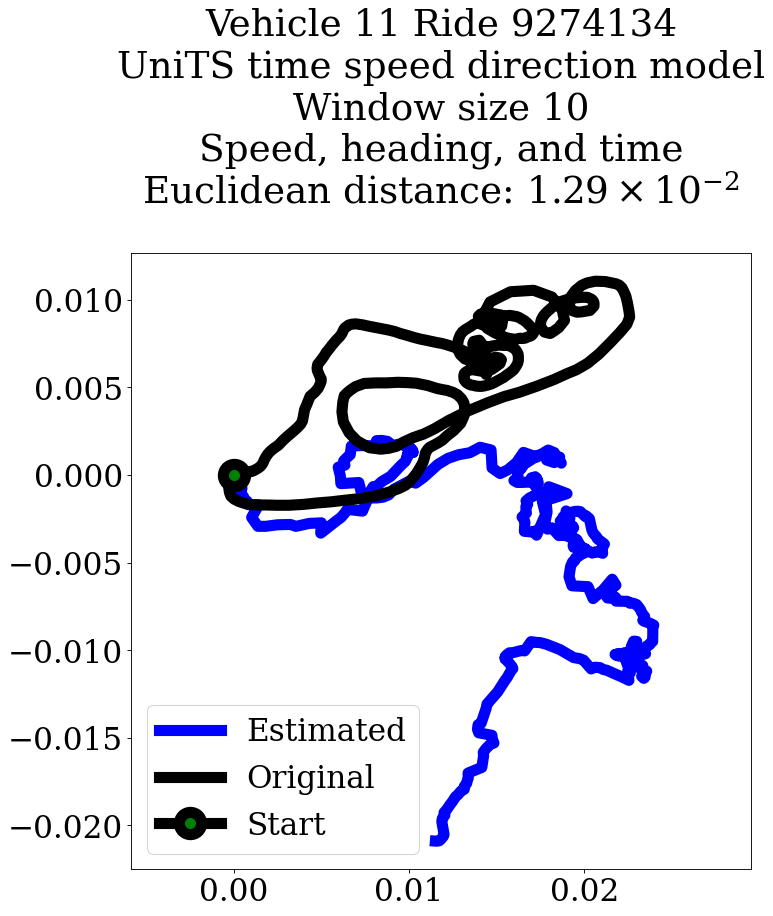 Vehicle 11 Ride 9274134
UniTS time speed direction model
Window size 10
Speed, heading, and time
Euclidean distance: $1.29 \times 10^{-2}$
0.010
0.005
0.000
−0.005
−0.010
−0.015
−0.020
Estimated
Original
Start
0.00 0.01 0.02